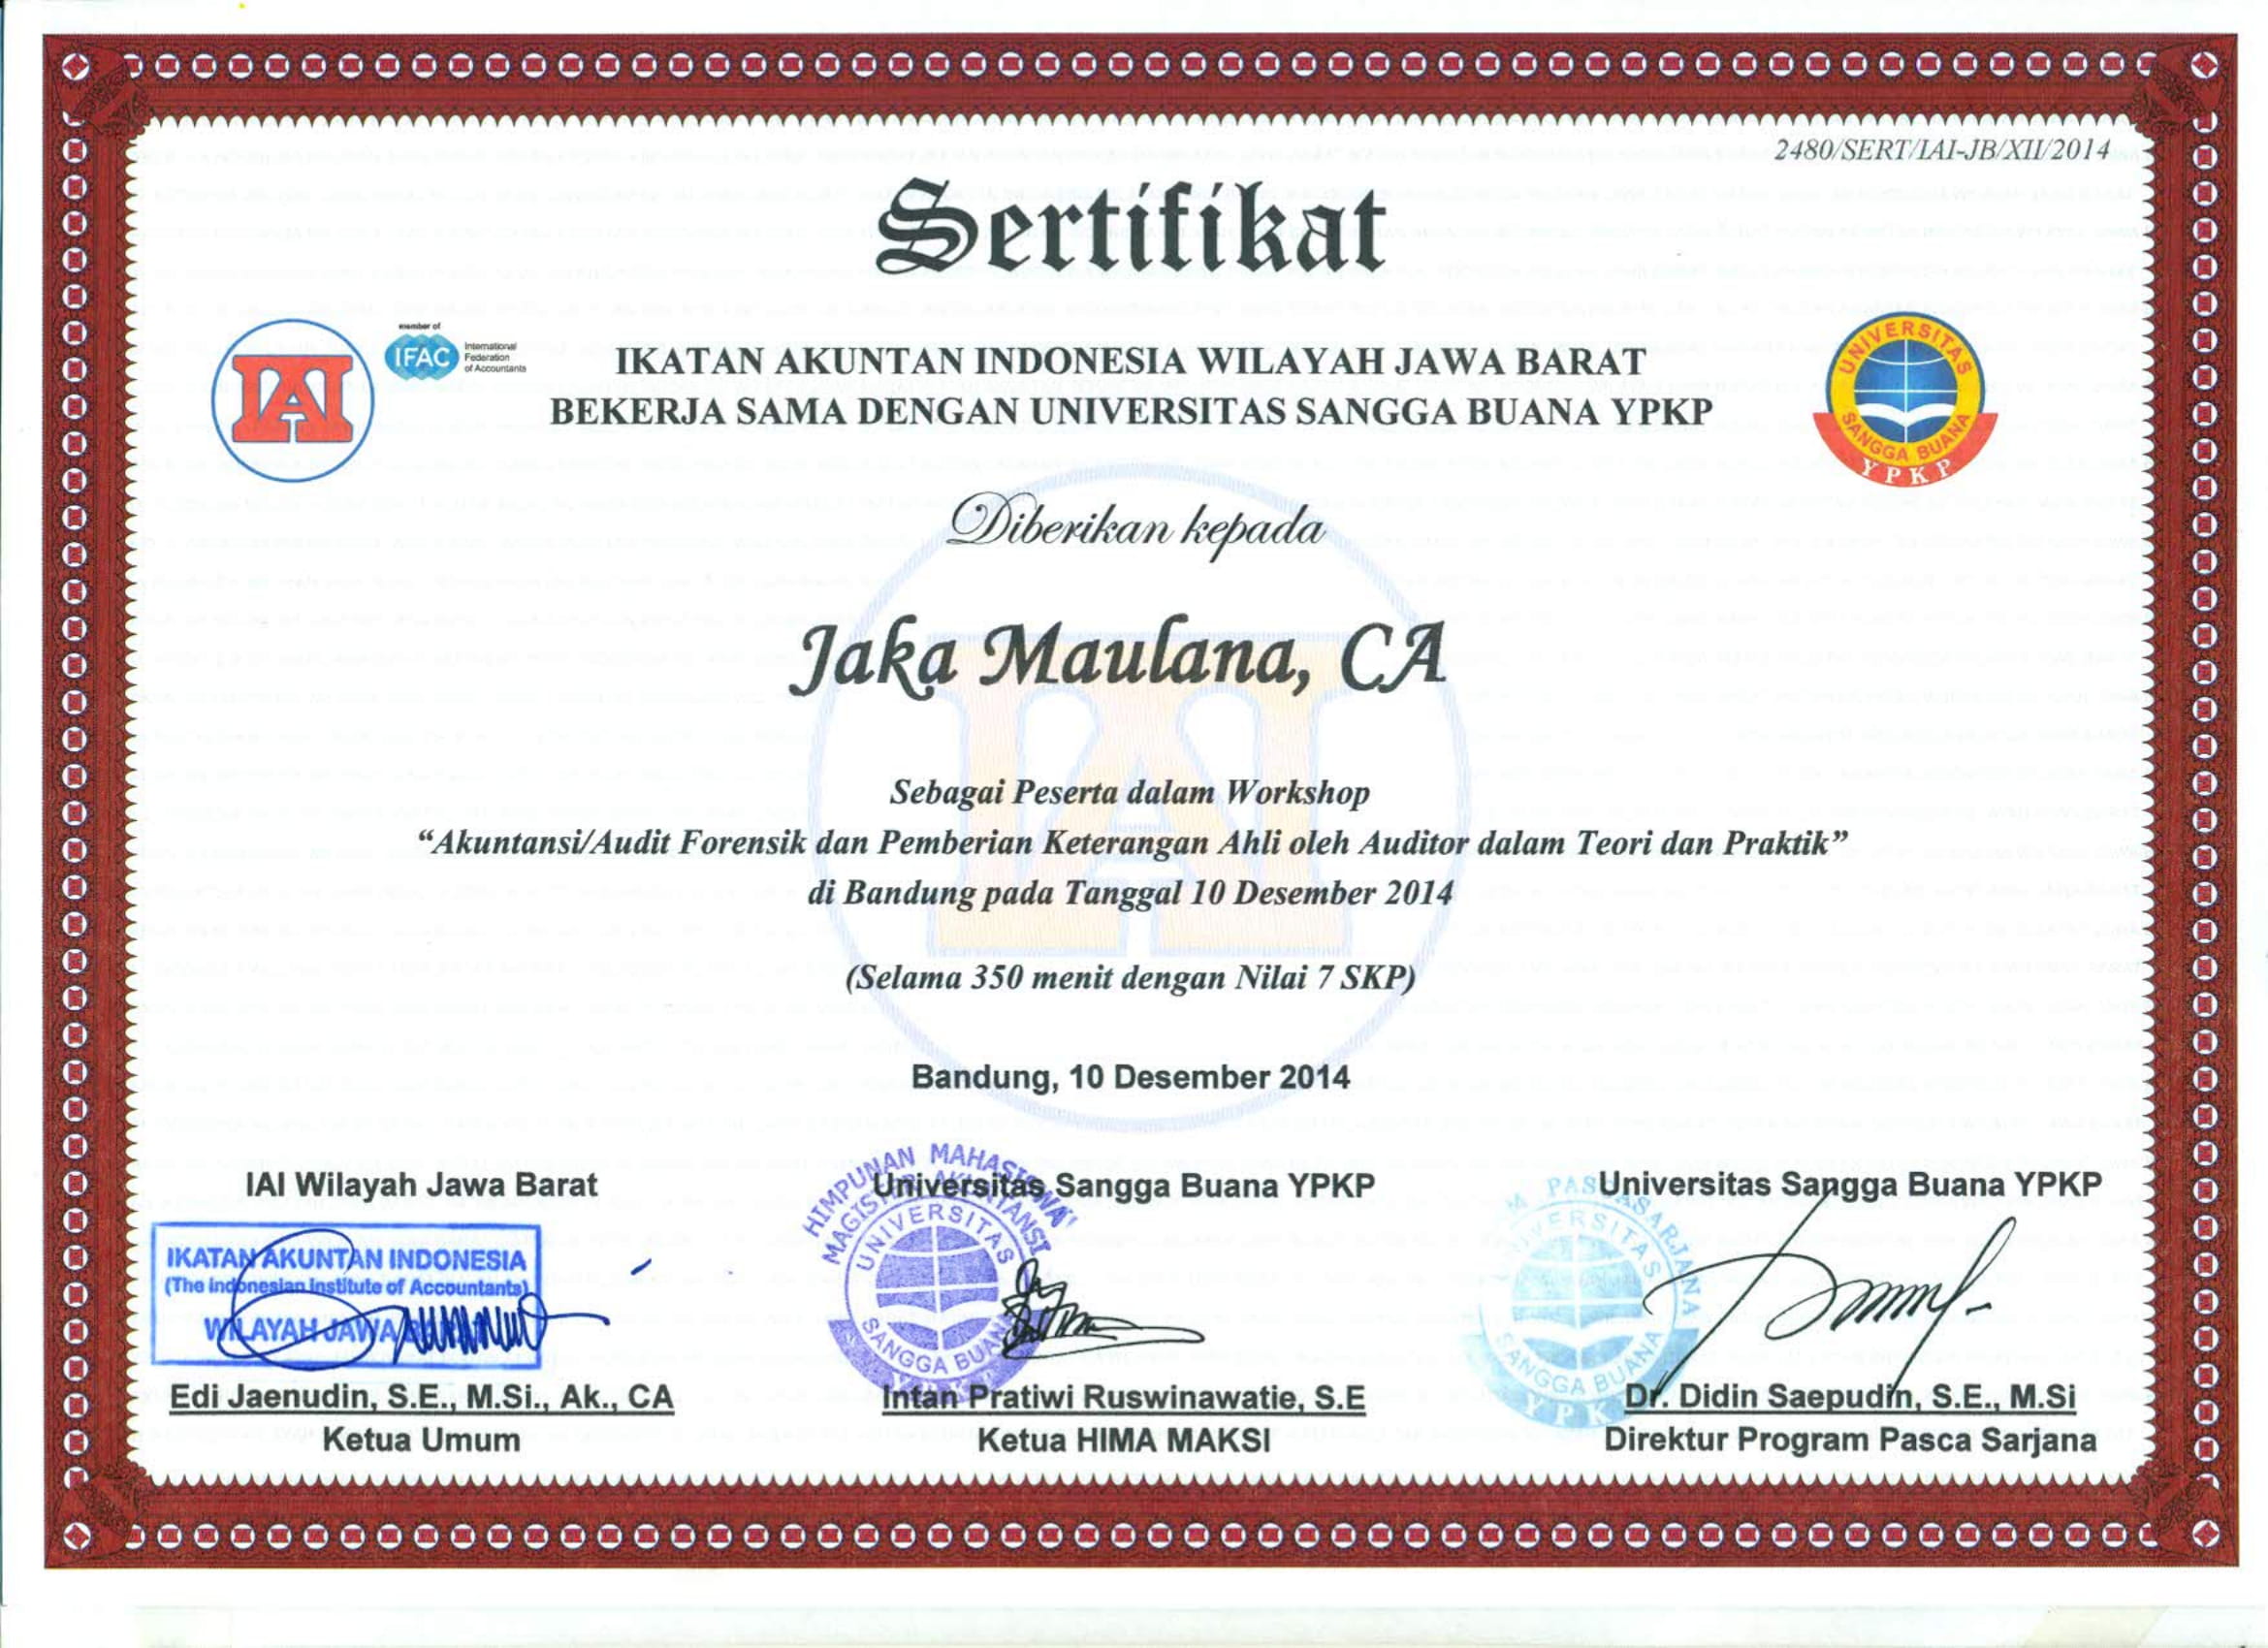 2480/SERT/IAI-JB/XII/2014
Sertifikat
IAI
member of
IFAC
International
Federation
of Accountants
IKATAN AKUNTAN INDONESIA WILAYAH JAWA BARAT
BEKERJA SAMA DENGAN UNIVERSITAS SANGGA BUANA YPKP
UNIVERSITAS
SANGGA BUANA
YPKP
Diberikan kepada
Jaka Maulana, CA
Sebagai Peserta dalam Workshop
“Akuntansi/Audit Forensik dan Pemberian Keterangan Ahli oleh Auditor dalam Teori dan Praktik”
di Bandung pada Tanggal 10 Desember 2014
(Selama 350 menit dengan Nilai 7 SKP)
Bandung, 10 Desember 2014
IAI Wilayah Jawa Barat
IKATAN AKUNTAN INDONESIA
(The Indonesian Institute of Accountants)
WILAYAH JAWA
Edi Jaenudin, S.E., M.Si., Ak., CA
Ketua Umum
Universitas Sangga Buana YPKP
HIMPUNAN MAHASISWA
MAGISTER AKUNTANSI
UNIVERSITAS
SANGGA BUANA
YPKP
Intan Pratiwi Ruswinawatie, S.E
Ketua HIMA MAKSI
Universitas Sangga Buana YPKP
PASCASARJANA
UNIVERSITAS
SANGGA BUANA
YPK
Dr. Didin Saepudin, S.E., M.Si
Direktur Program Pasca Sarjana